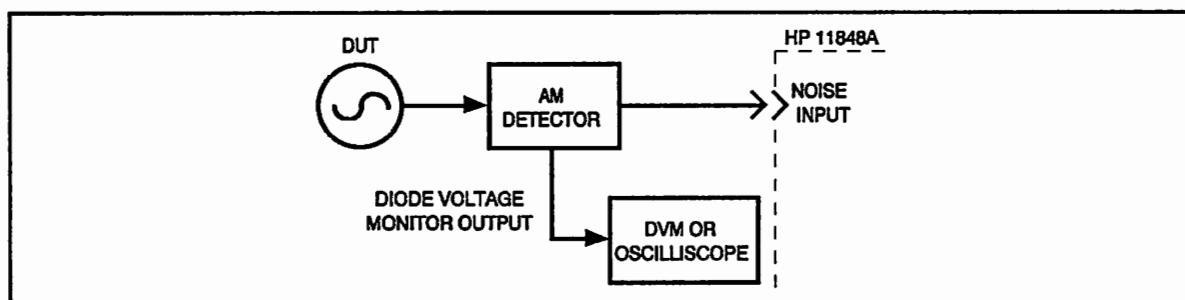 HP 11848A
DUT
AM
DETECTOR
NOISE
INPUT
DIODE VOLTAGE
MONITOR OUTPUT
DVM OR
OSCILLISCOPE